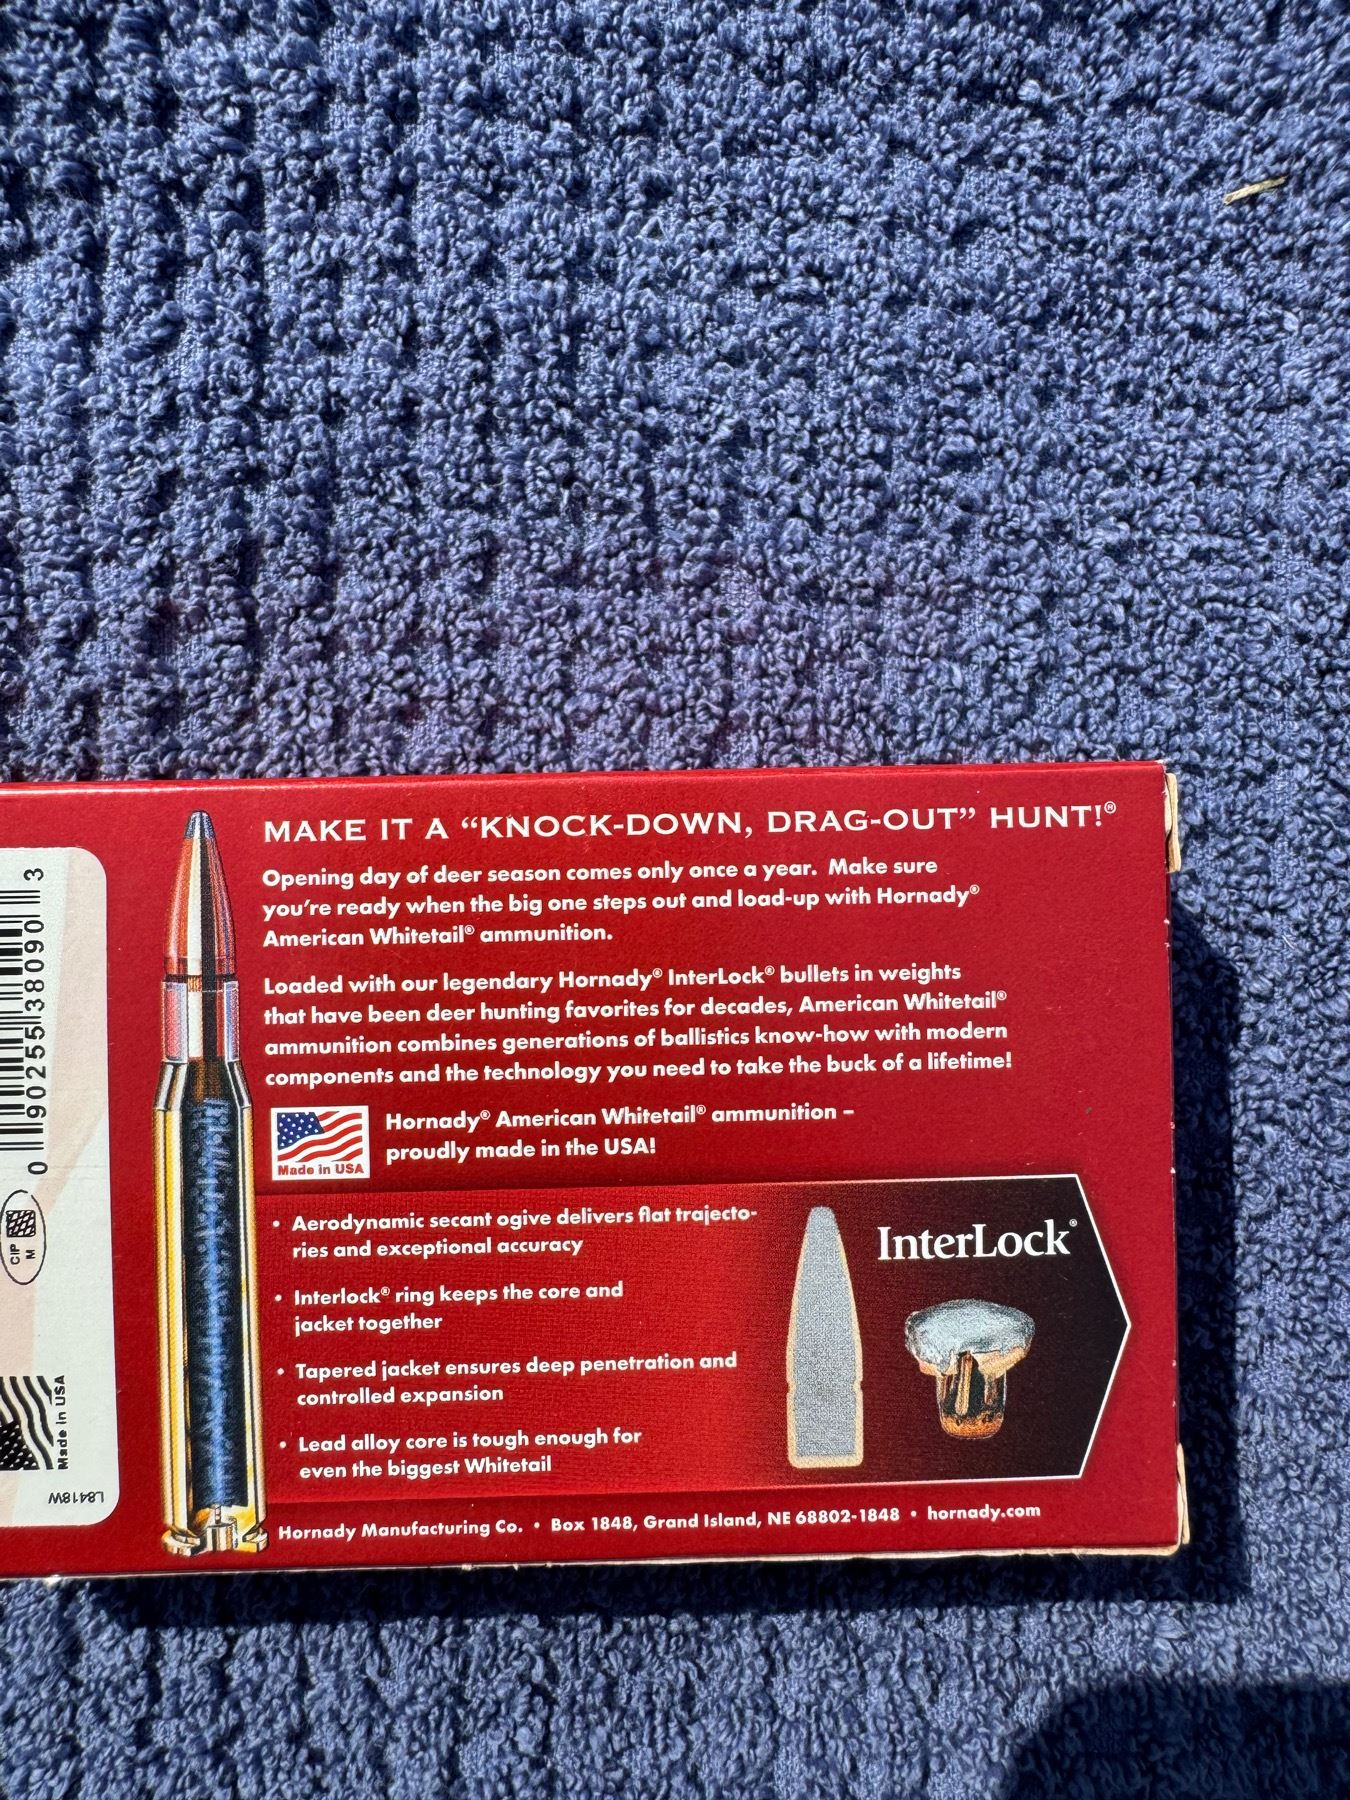 MAKE IT A “KNOCK-DOWN, DRAG-OUT” HUNT!®
Opening day of deer season comes only once a year. Make sure
you’re ready when the big one steps out and load-up with Hornady®
American Whitetail® ammunition.
Loaded with our legendary Hornady® InterLock® bullets in weights
that have been deer hunting favorites for decades, American Whitetail®
ammunition combines generations of ballistics know-how with modern
components and the technology you need to take the buck of a lifetime!
Made in USA
Hornady® American Whitetail® ammunition –
proudly made in the USA!
• Aerodynamic secant ogive delivers flat trajecto-
ries and exceptional accuracy
• Interlock® ring keeps the core and
jacket together
• Tapered jacket ensures deep penetration and
controlled expansion
• Lead alloy core is tough enough for
even the biggest Whitetail
InterLock®
Hornady Manufacturing Co. • Box 1848, Grand Island, NE 68802-1848 • hornady.com
0 90255 38090 3
CIP
M
Made in USA
L8418W